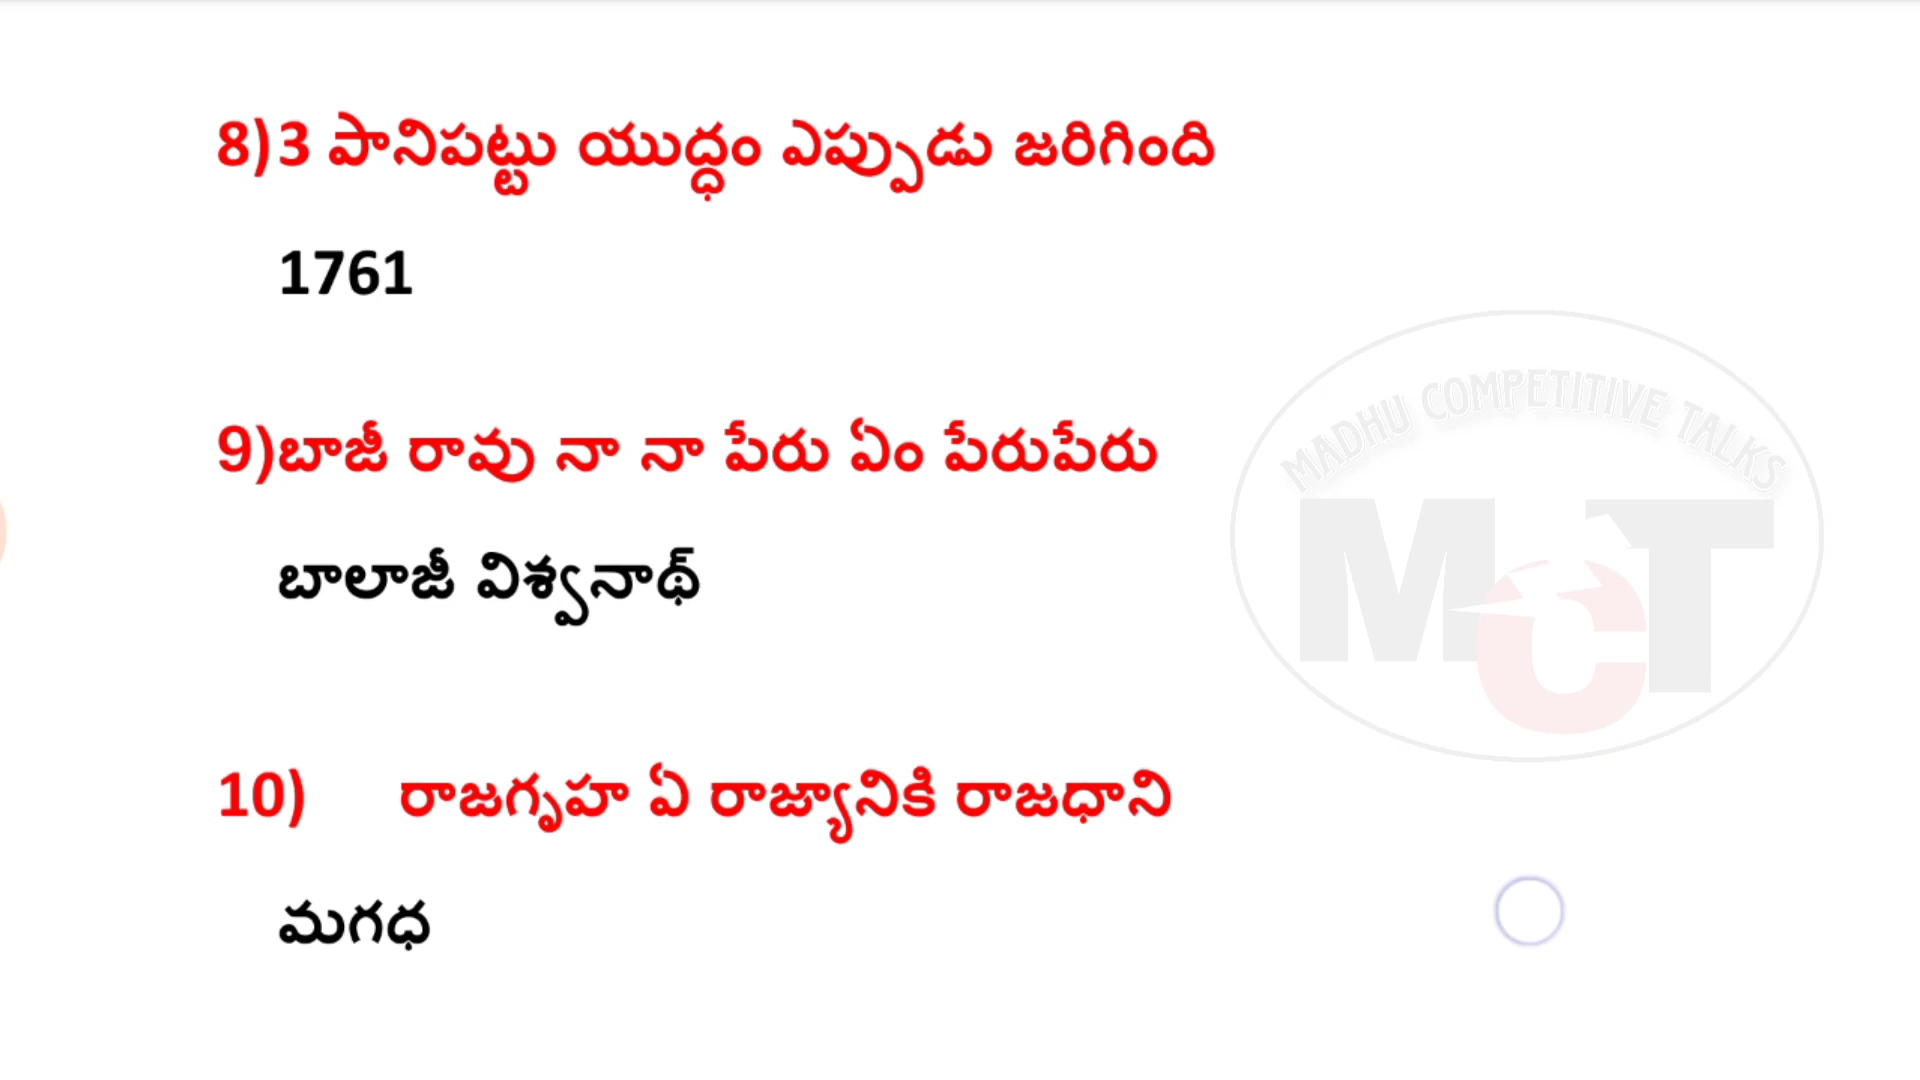 8)3 పానిపట్టు యుద్ధం ఎప్పుడు జరిగింది
1761
MADHU COMPETITIVE TALKS
MCT
9)బాజీ రావు నా నా పేరు ఏం పేరుపేరు
బాలాజీ విశ్వనాథ్
10) రాజగృహ ఏ రాజ్యానికి రాజధాని
మగధ